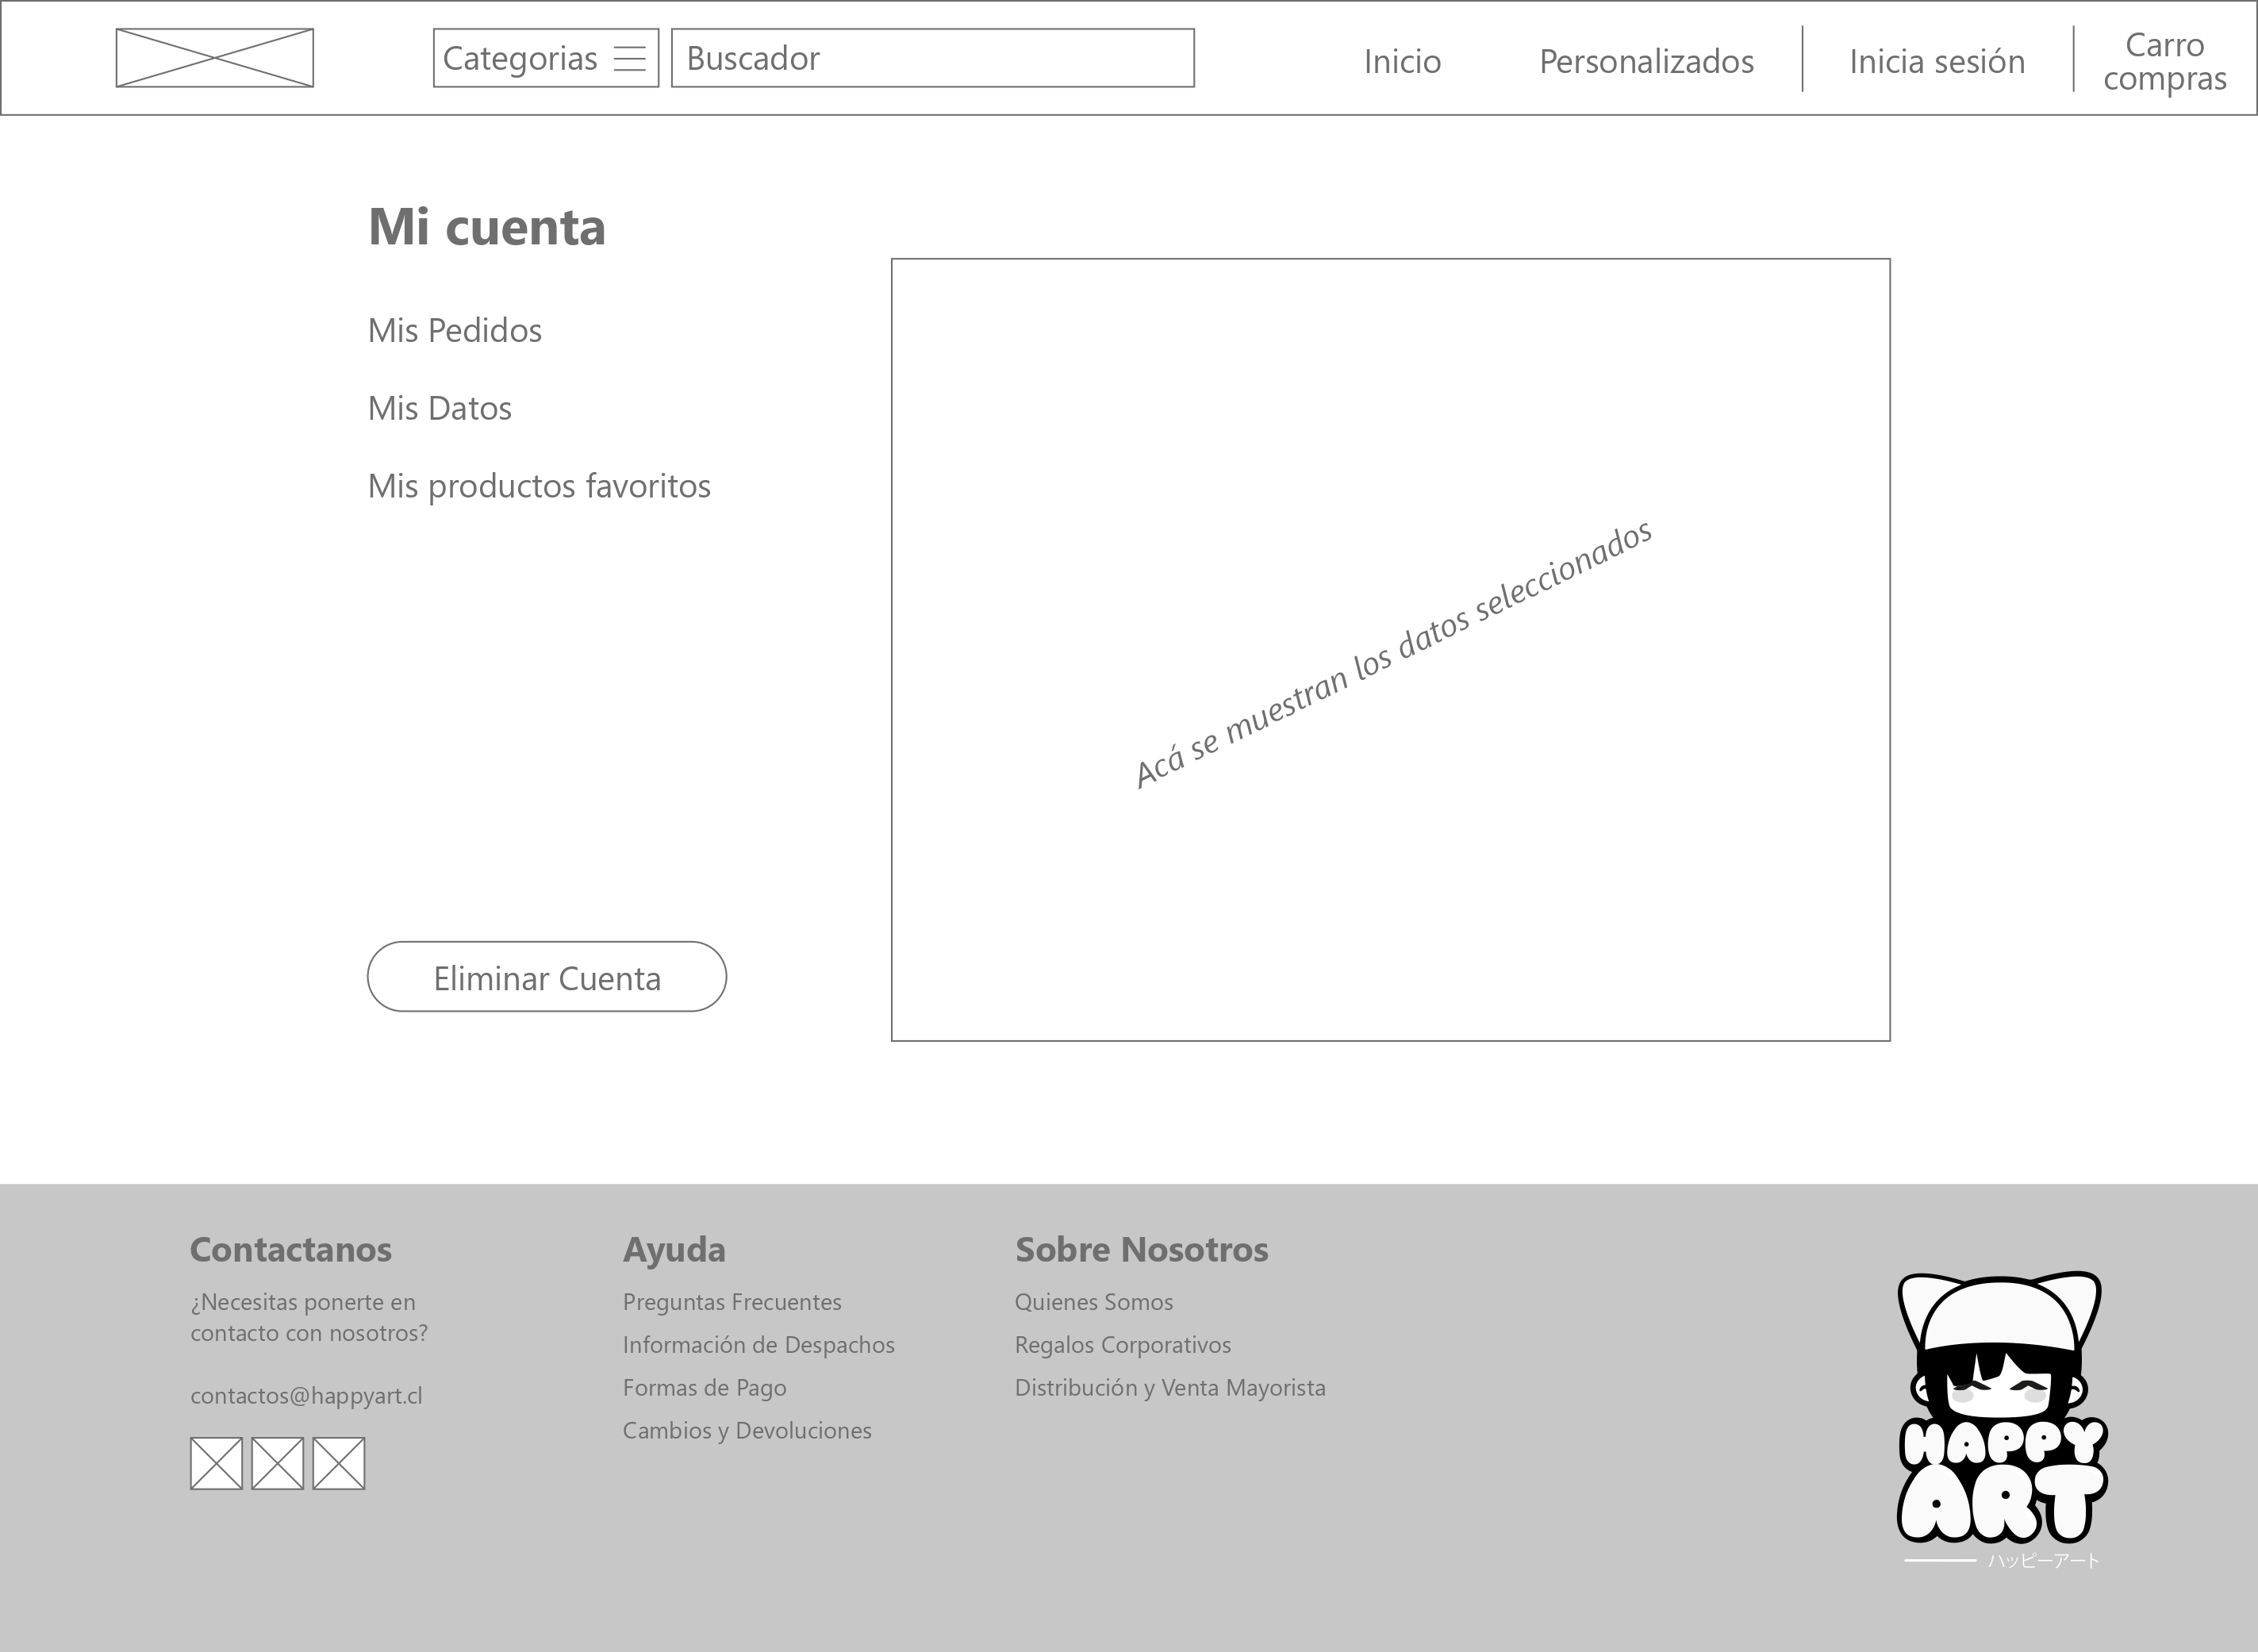 Categorias
Buscador
Inicio
Personalizados
Inicia sesión
Carro
compras
Mi cuenta
Mis Pedidos
Mis Datos
Mis productos favoritos
Acá se muestran los datos seleccionados
Eliminar Cuenta
Contactanos
¿Necesitas ponerte en
contacto con nosotros?
contactos@happyart.cl
Ayuda
Preguntas Frecuentes
Información de Despachos
Formas de Pago
Cambios y Devoluciones
Sobre Nosotros
Quienes Somos
Regalos Corporativos
Distribución y Venta Mayorista
HAPPY
ART
ハッピーアート